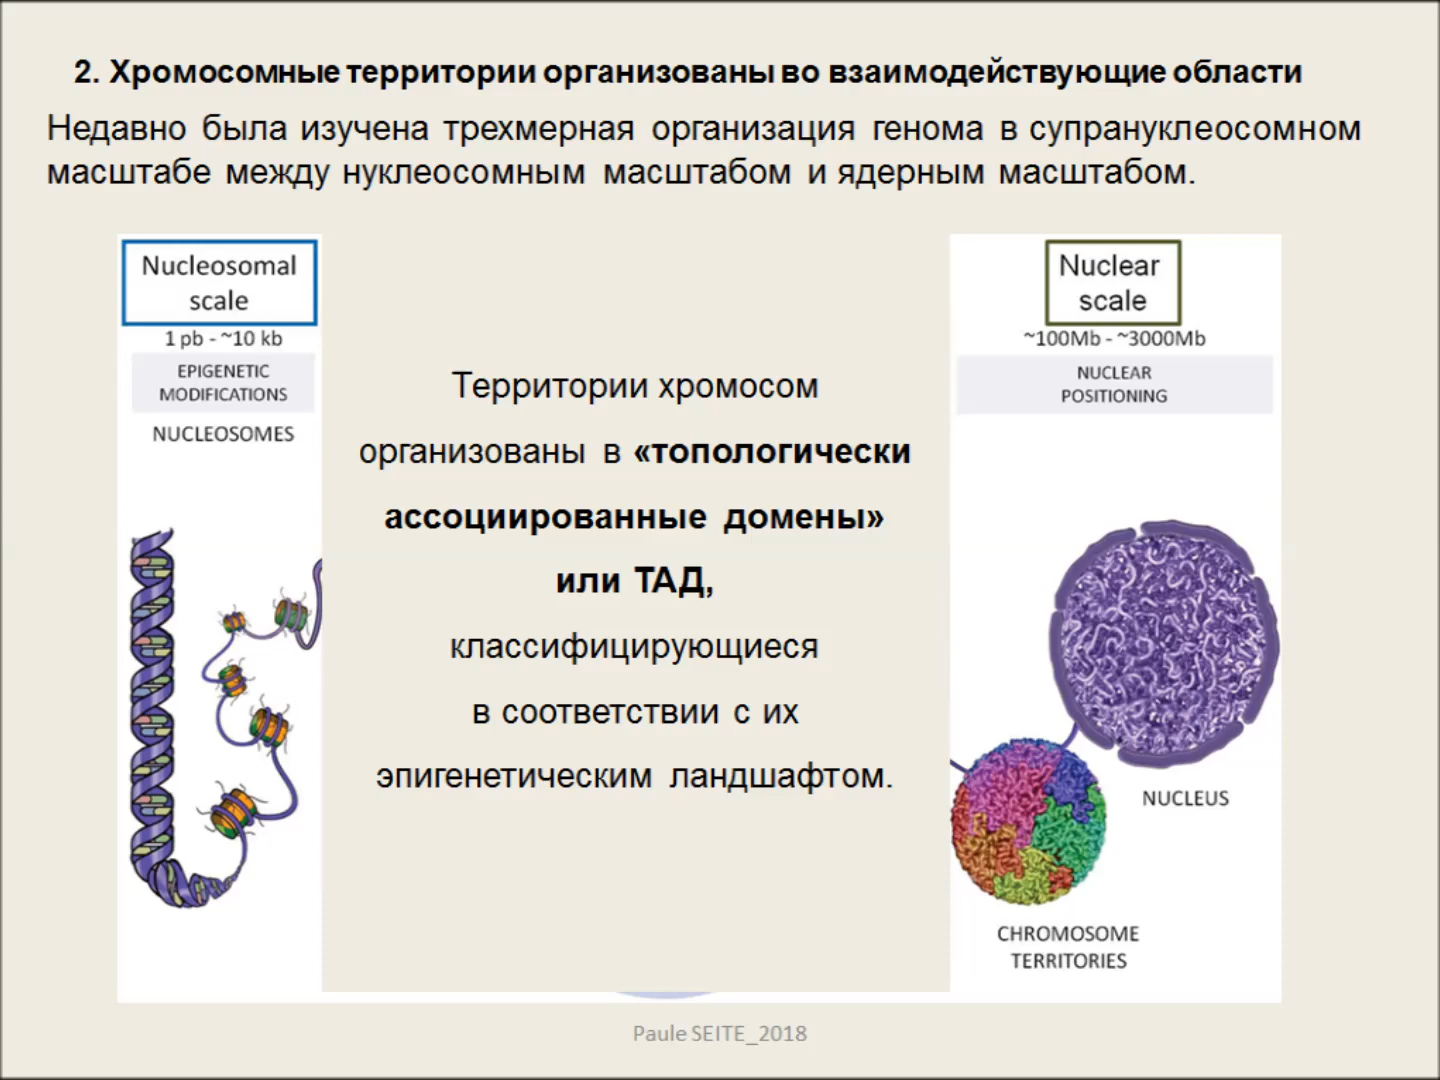 2. Хромосомные территории организованы во взаимодействующие области
Недавно была изучена трехмерная организация генома в супрануклеосомном
масштабе между нуклеосомным масштабом и ядерным масштабом.
Nucleosomal
scale
1 pb - ~10 kb
EPIGENETIC
MODIFICATIONS
NUCLEOSOMES
Территории хромосом
организованы в «топологически
ассоциированные домены»
или ТАД,
классифицирующиеся
в соответствии с их
эпигенетическим ландшафтом.
Nuclear
scale
~100Mb - ~3000Mb
NUCLEAR
POSITIONING
NUCLEUS
CHROMOSOME
TERRITORIES
Paule SEITE_2018